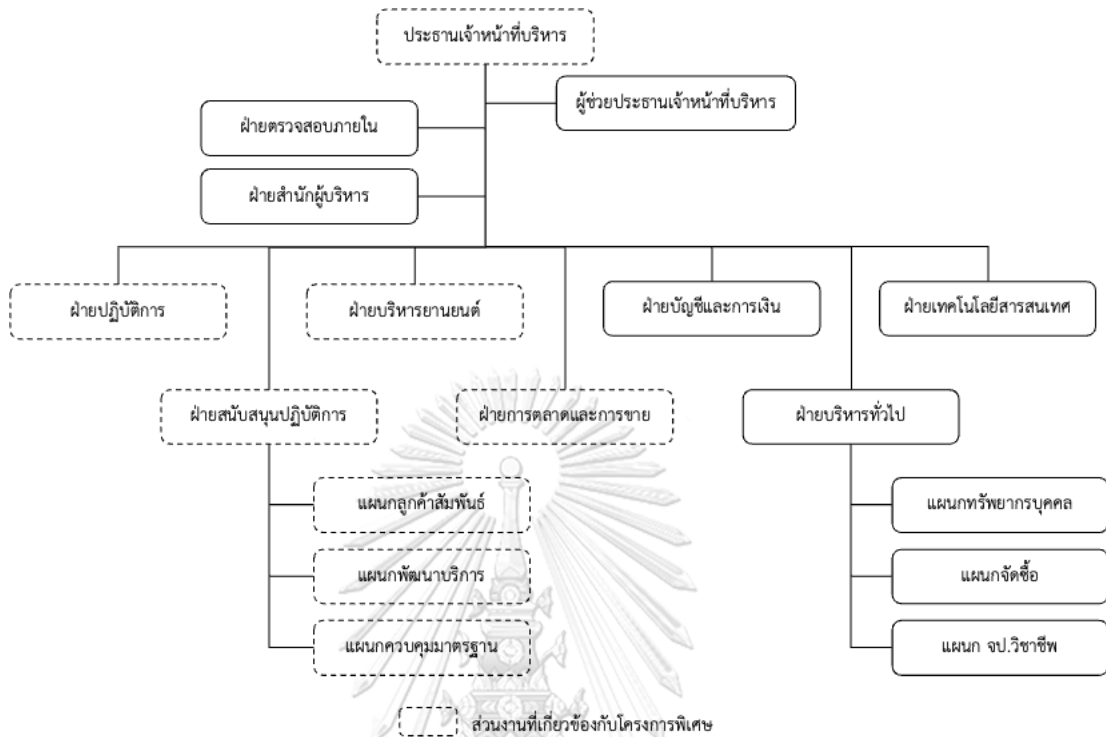 ประธานเจ้าหน้าที่บริหาร
ผู้ช่วยประธานเจ้าหน้าที่บริหาร
ฝ่ายตรวจสอบภายใน
ฝ่ายสำนักผู้บริหาร
ฝ่ายปฏิบัติการ
ฝ่ายบริหารยานยนต์
ฝ่ายบัญชีและการเงิน
ฝ่ายเทคโนโลยีสารสนเทศ
ฝ่ายสนับสนุนปฏิบัติการ
ฝ่ายการตลาดและการขาย
ฝ่ายบริหารทั่วไป
แผนกลูกค้าสัมพันธ์
แผนกทรัพยากรบุคคล
แผนกพัฒนาบริการ
แผนกจัดซื้อ
แผนกควบคุมมาตรฐาน
แผนก จป.วิชาชีพ
ส่วนงานที่เกี่ยวข้องกับโครงการพิเศษ